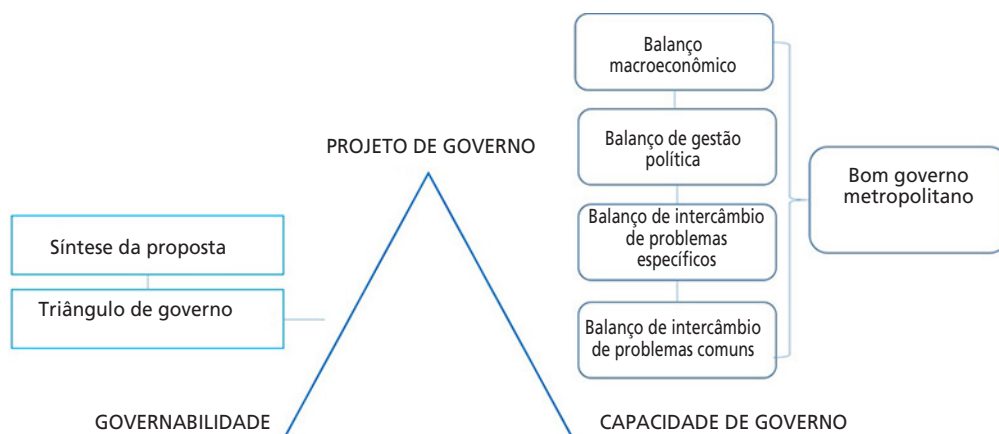 PROJETO DE GOVERNO
Síntese da proposta
Triângulo de governo
GOVERNABILIDADE
CAPACIDADE DE GOVERNO
Balanço
macroeconômico
Balanço de gestão
política
Balanço de intercâmbio
de problemas
específicos
Balanço de intercâmbio
de problemas comuns
Bom governo
metropolitano